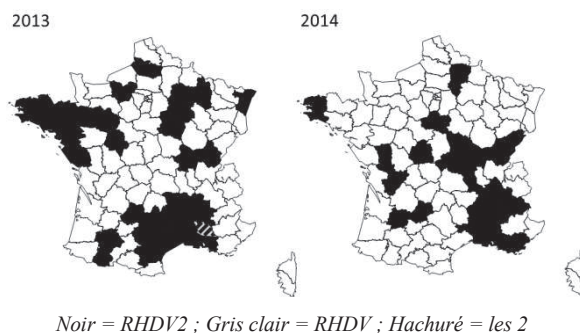 2013
2014
Noir = RHDV2 ; Gris clair = RHDV ; Hachuré = les 2